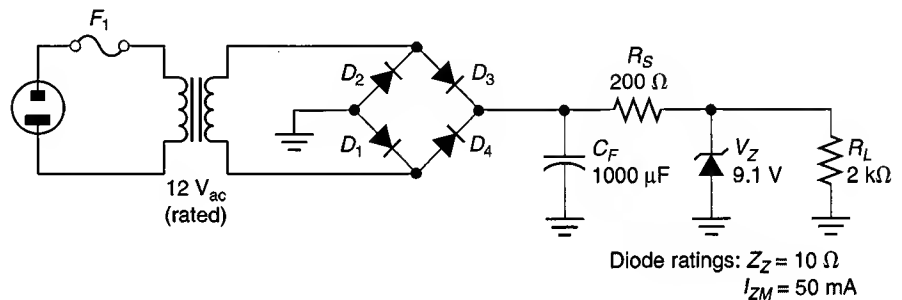 F1
RS
200 Ω
D2
D3
D1
D4
12 Vac
(rated)
CF
1000 µF
VZ
9.1 V
RL
2 kΩ
Diode ratings: ZZ = 10 Ω
IZM = 50 mA